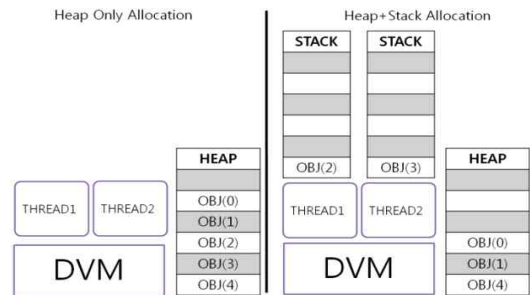 Heap Only Allocation
HEAP
OBJ(0)
OBJ(1)
OBJ(2)
OBJ(3)
OBJ(4)
THREAD1
THREAD2
DVM
Heap+Stack Allocation
STACK
OBJ(2)
STACK
OBJ(3)
THREAD1
THREAD2
DVM
HEAP
OBJ(0)
OBJ(1)
OBJ(4)